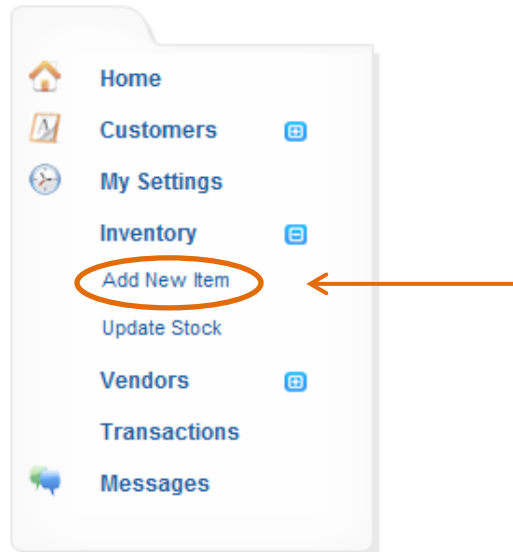 Home
Customers
My Settings
Inventory
Add New Item
Update Stock
Vendors
Transactions
Messages